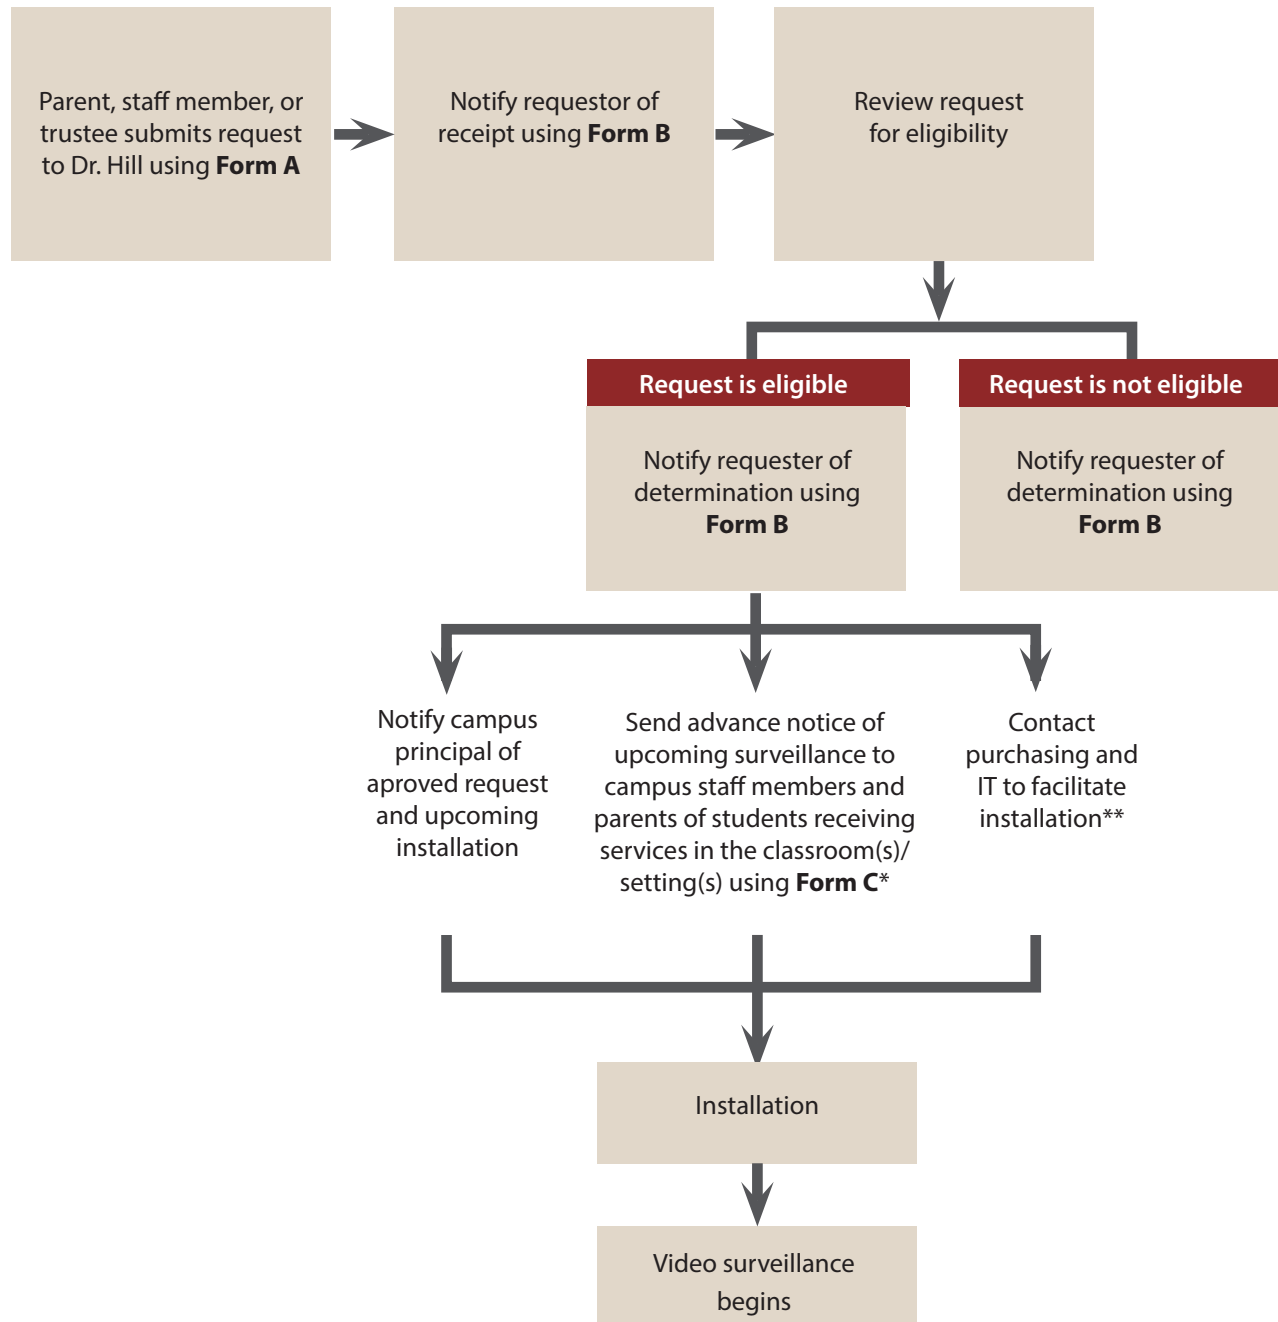 Parent, staff member, or
trustee submits request
to Dr. Hill using Form A
Notify requestor of
receipt using Form B
Review request
for eligibility
Request is eligible
Notify requester of
determination using
Form B
Request is not eligible
Notify requester of
determination using
Form B
Notify campus
principal of
aproved request
and upcoming
installation
Send advance notice of
upcoming surveillance to
campus staff members and
parents of students receiving
services in the classroom(s)/
setting(s) using Form C*
Contact
purchasing and
IT to facilitate
installation**
Installation
Video surveillance
begins